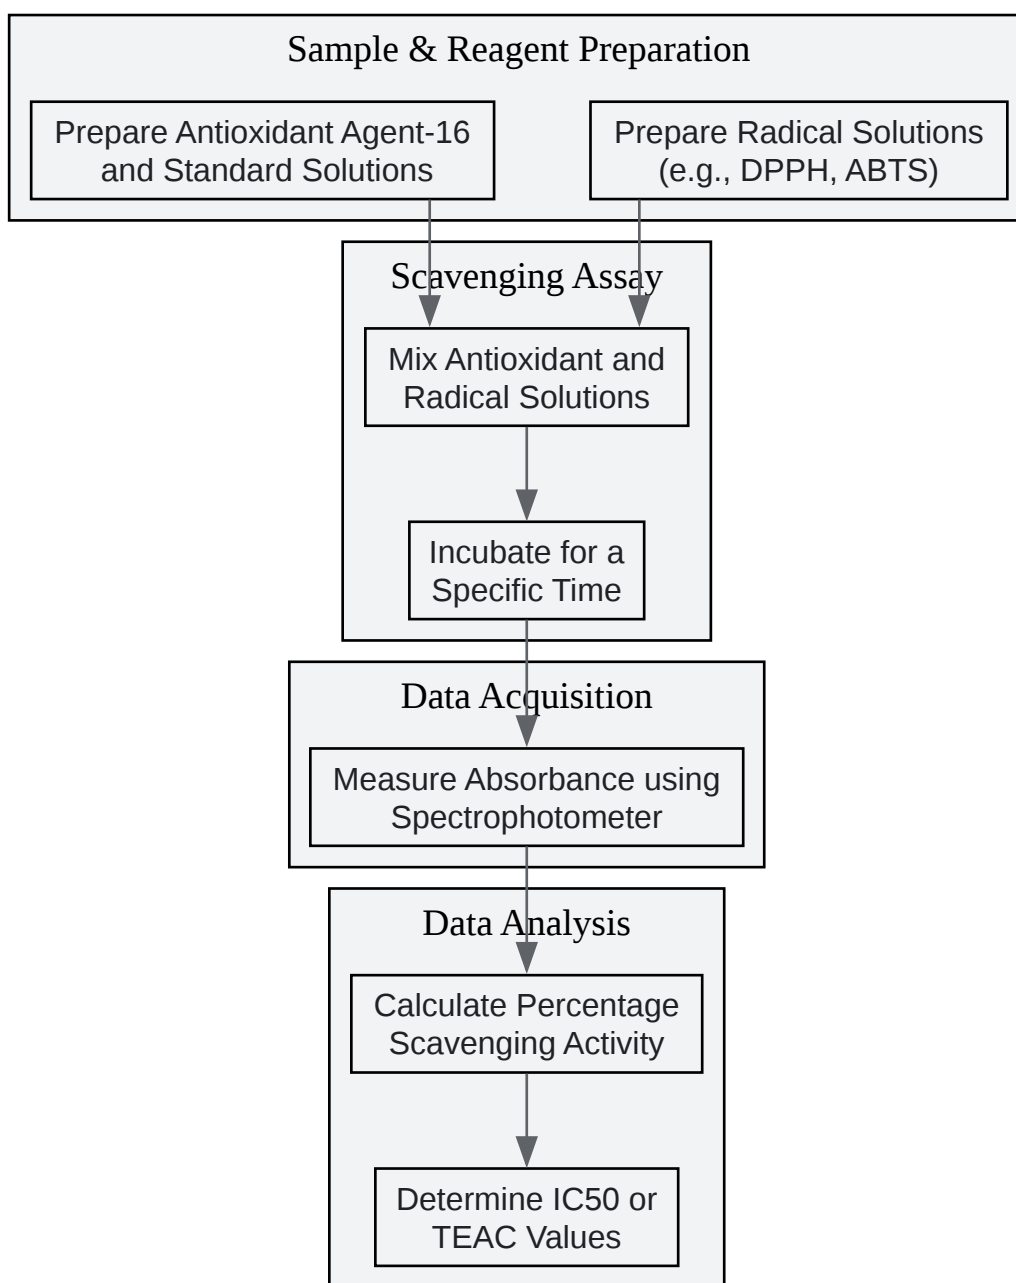 Sample & Reagent Preparation
Prepare Antioxidant Agent-16
and Standard Solutions
Prepare Radical Solutions
(e.g., DPPH, ABTS)
Scavenging Assay
Mix Antioxidant and
Radical Solutions
Incubate for a
Specific Time
Data Acquisition
Measure Absorbance using
Spectrophotometer
Data Analysis
Calculate Percentage
Scavenging Activity
Determine IC50 or
TEAC Values